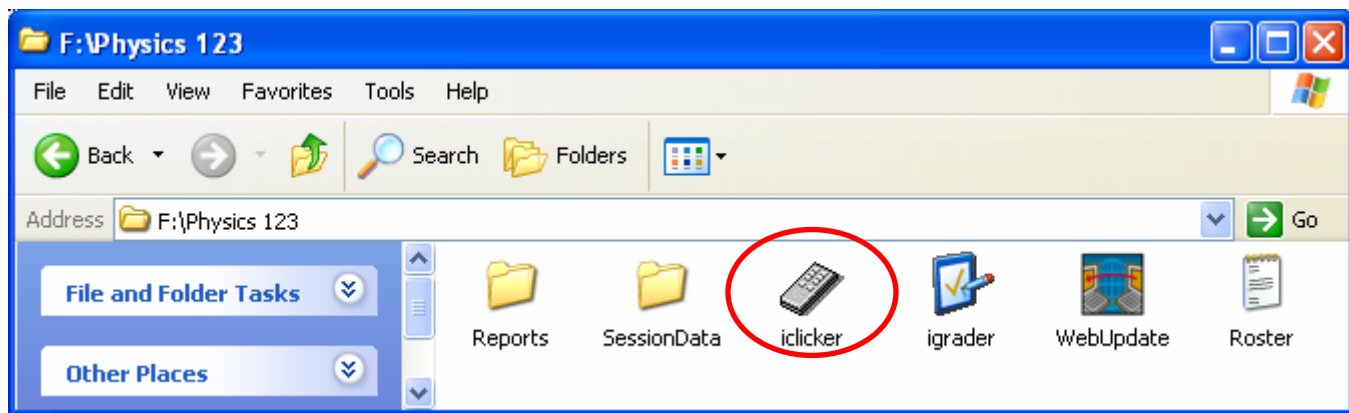 F:\Physics 123
File Edit View Favorites Tools Help
Back Search Folders
Address F:\Physics 123 Go
File and Folder Tasks
Other Places
Reports SessionData iclicker igrader WebUpdate Roster